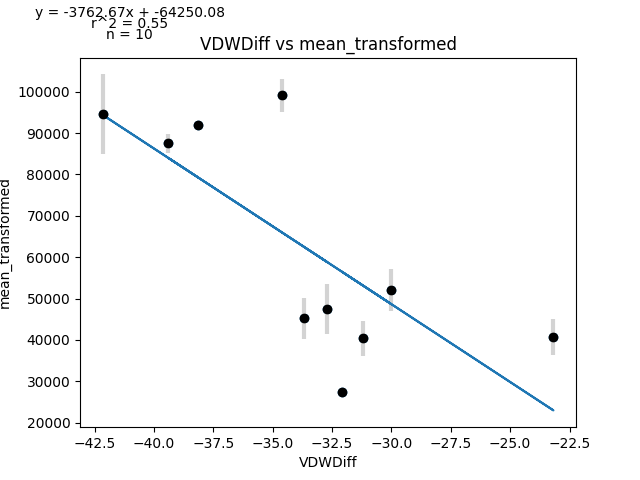 y = -3762.67x + -64250.08
r^2 = 0.55
n = 10
VDWDiff vs mean_transformed
100000
90000
80000
70000
60000
50000
40000
30000
20000
mean_transformed
−42.5 −40.0 −37.5 −35.0 −32.5 −30.0 −27.5 −25.0 −22.5
VDWDiff